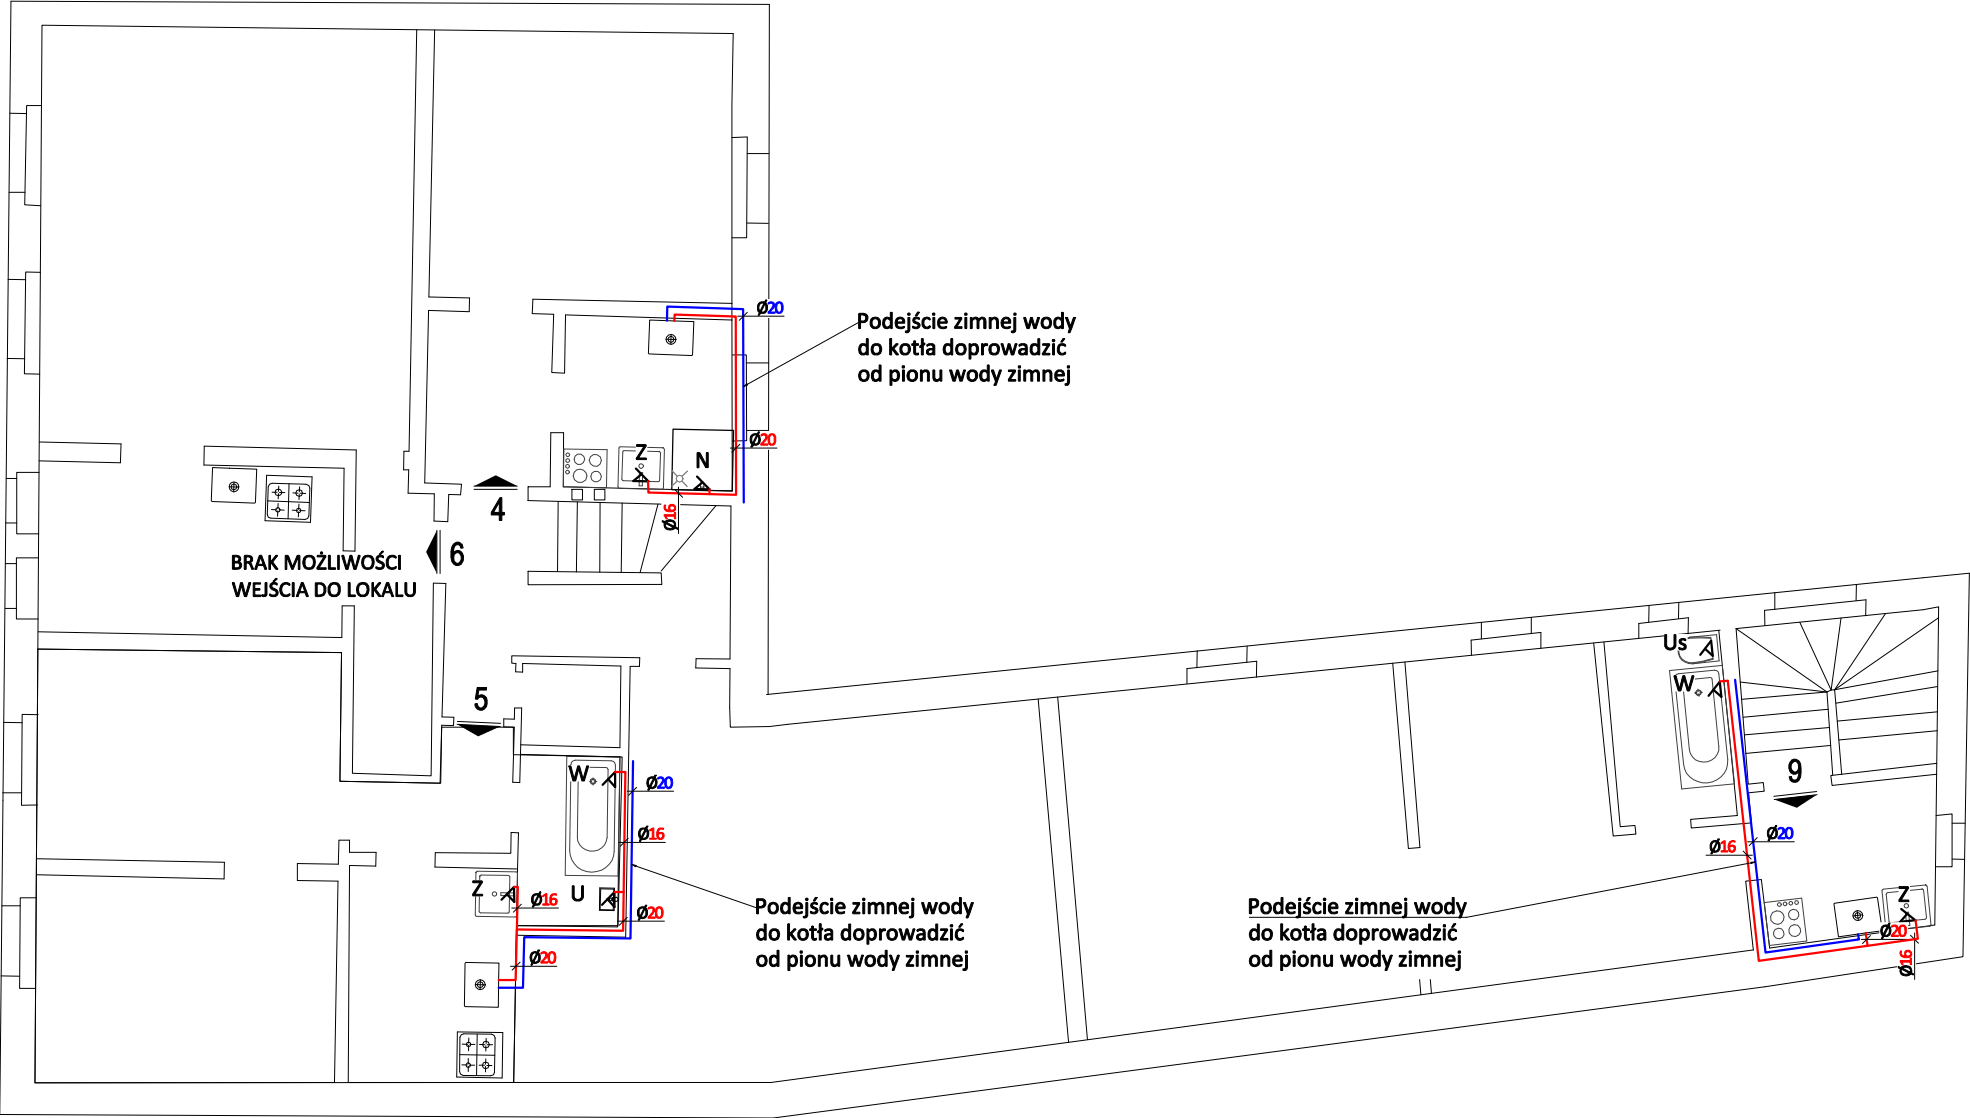 Ø20
Podejście zimnej wody
do kotła doprowadzić
od pionu wody zimnej
Ø20
Z
N
4
Ø16
6
BRAK MOŻLIWOŚCI
WEJŚCIA DO LOKALU
5
W
Ø20
Ø16
Z
Ø16
U
Ø20
Ø20
Podejście zimnej wody
do kotła doprowadzić
od pionu wody zimnej
Us
W
9
Ø16
Ø20
Podejście zimnej wody
do kotła doprowadzić
od pionu wody zimnej
Z
Ø20
Ø16